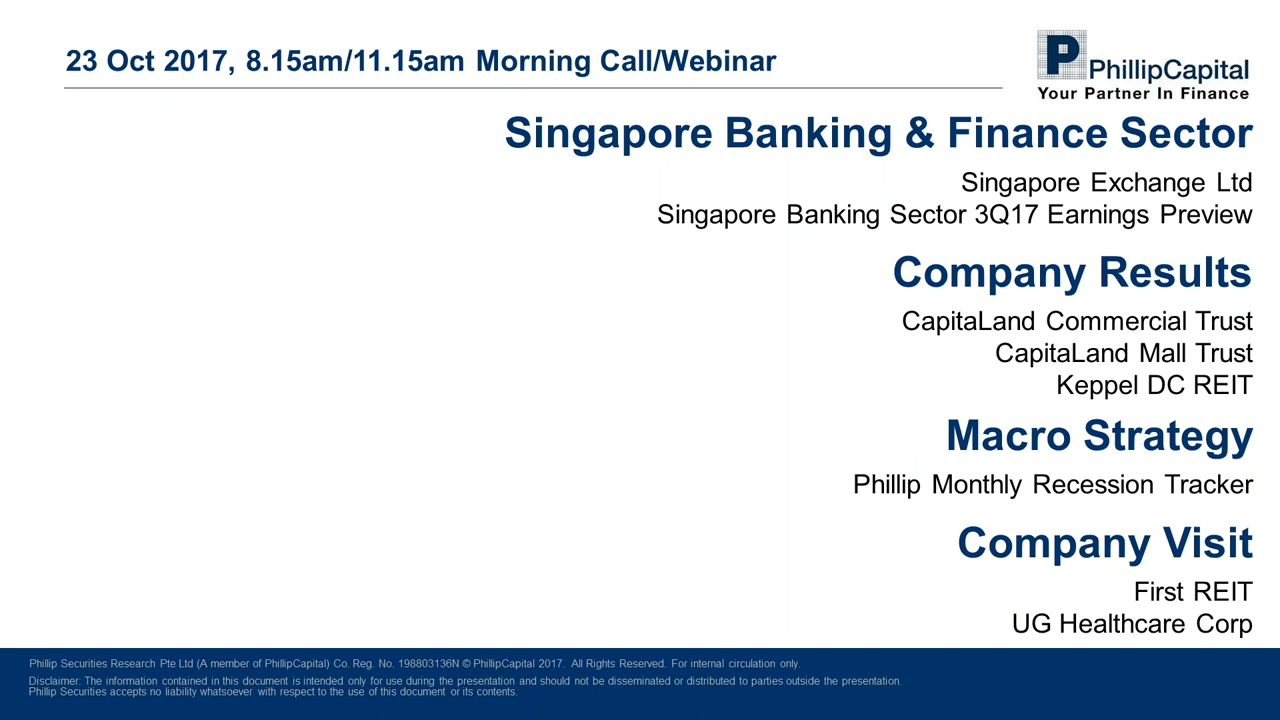 23 Oct 2017, 8.15am/11.15am Morning Call/Webinar
P
PhillipCapital
Your Partner In Finance
Singapore Banking & Finance Sector
Singapore Exchange Ltd
Singapore Banking Sector 3Q17 Earnings Preview
Company Results
CapitaLand Commercial Trust
CapitaLand Mall Trust
Keppel DC REIT
Macro Strategy
Phillip Monthly Recession Tracker
Company Visit
First REIT
UG Healthcare Corp
Phillip Securities Research Pte Ltd (A member of PhillipCapital) Co. Reg. No. 198803136N © PhillipCapital 2017. All Rights Reserved. For internal circulation only.
Disclaimer: The information contained in this document is intended only for use during the presentation and should not be disseminated or distributed to parties outside the presentation.
Phillip Securities accepts no liability whatsoever with respect to the use of this document or its contents.